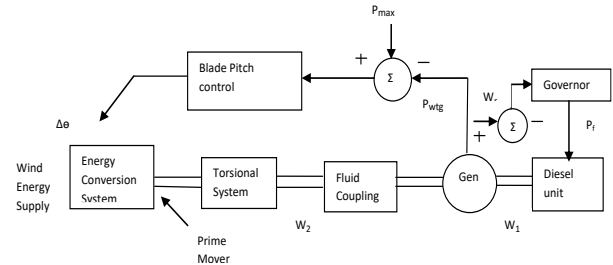 Pmax
+
−
Σ
Blade Pitch
control
Governor
Wr
Pwtg
+
Σ
−
Pf
Δɵ
Wind
Energy
Supply
Energy
Conversion
System
Torsional
System
Fluid
Coupling
Gen
Diesel
unit
W2
W1
Prime
Mover